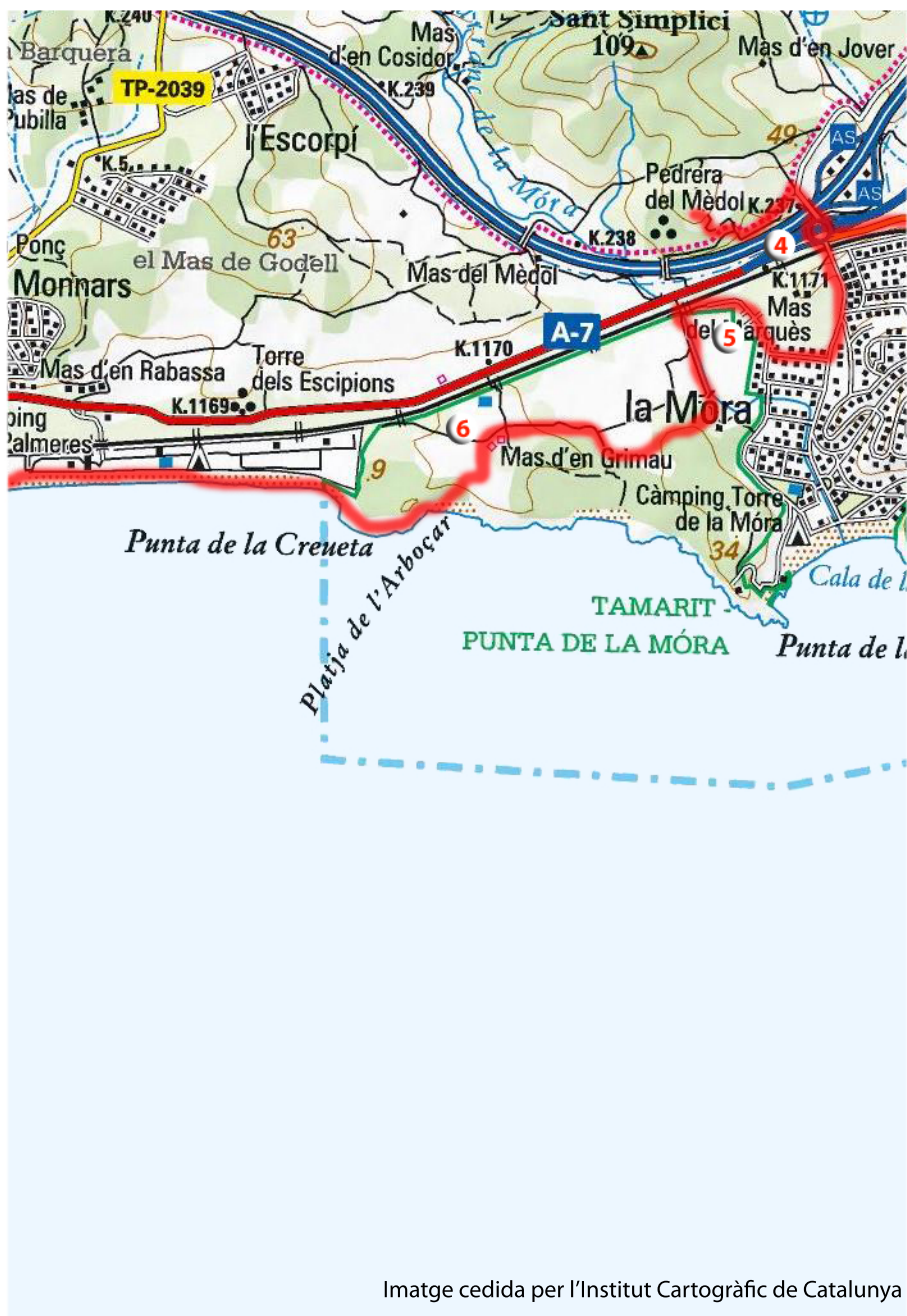 K.240
Sant Simplici
109
Mas
d'en Cosidor
Mas d'en Jover
Barquera
TP-2039
K.239
l'Escorpí
49
AS
K.5
Pedrera
del Mèdol
K.237
AS
de la Móra
Ponç
Monnars
63
el Mas de Godell
K.238
4
Mas del Mèdol
K.1171
Mas
del Marquès
5
A-7
K.1170
Mas d'en Rabassa
Torre
dels Escipions
K.1169
la Móra
6
Palmeres
Mas d'en Grimau
9
Càmping Torre
de la Móra
34
Punta de la Creueta
Platja de l'Arboçar
Cala de
TAMARIT -
PUNTA DE LA MÓRA
Punta de
Imatge cedida per l'Institut Cartogràfic de Catalunya